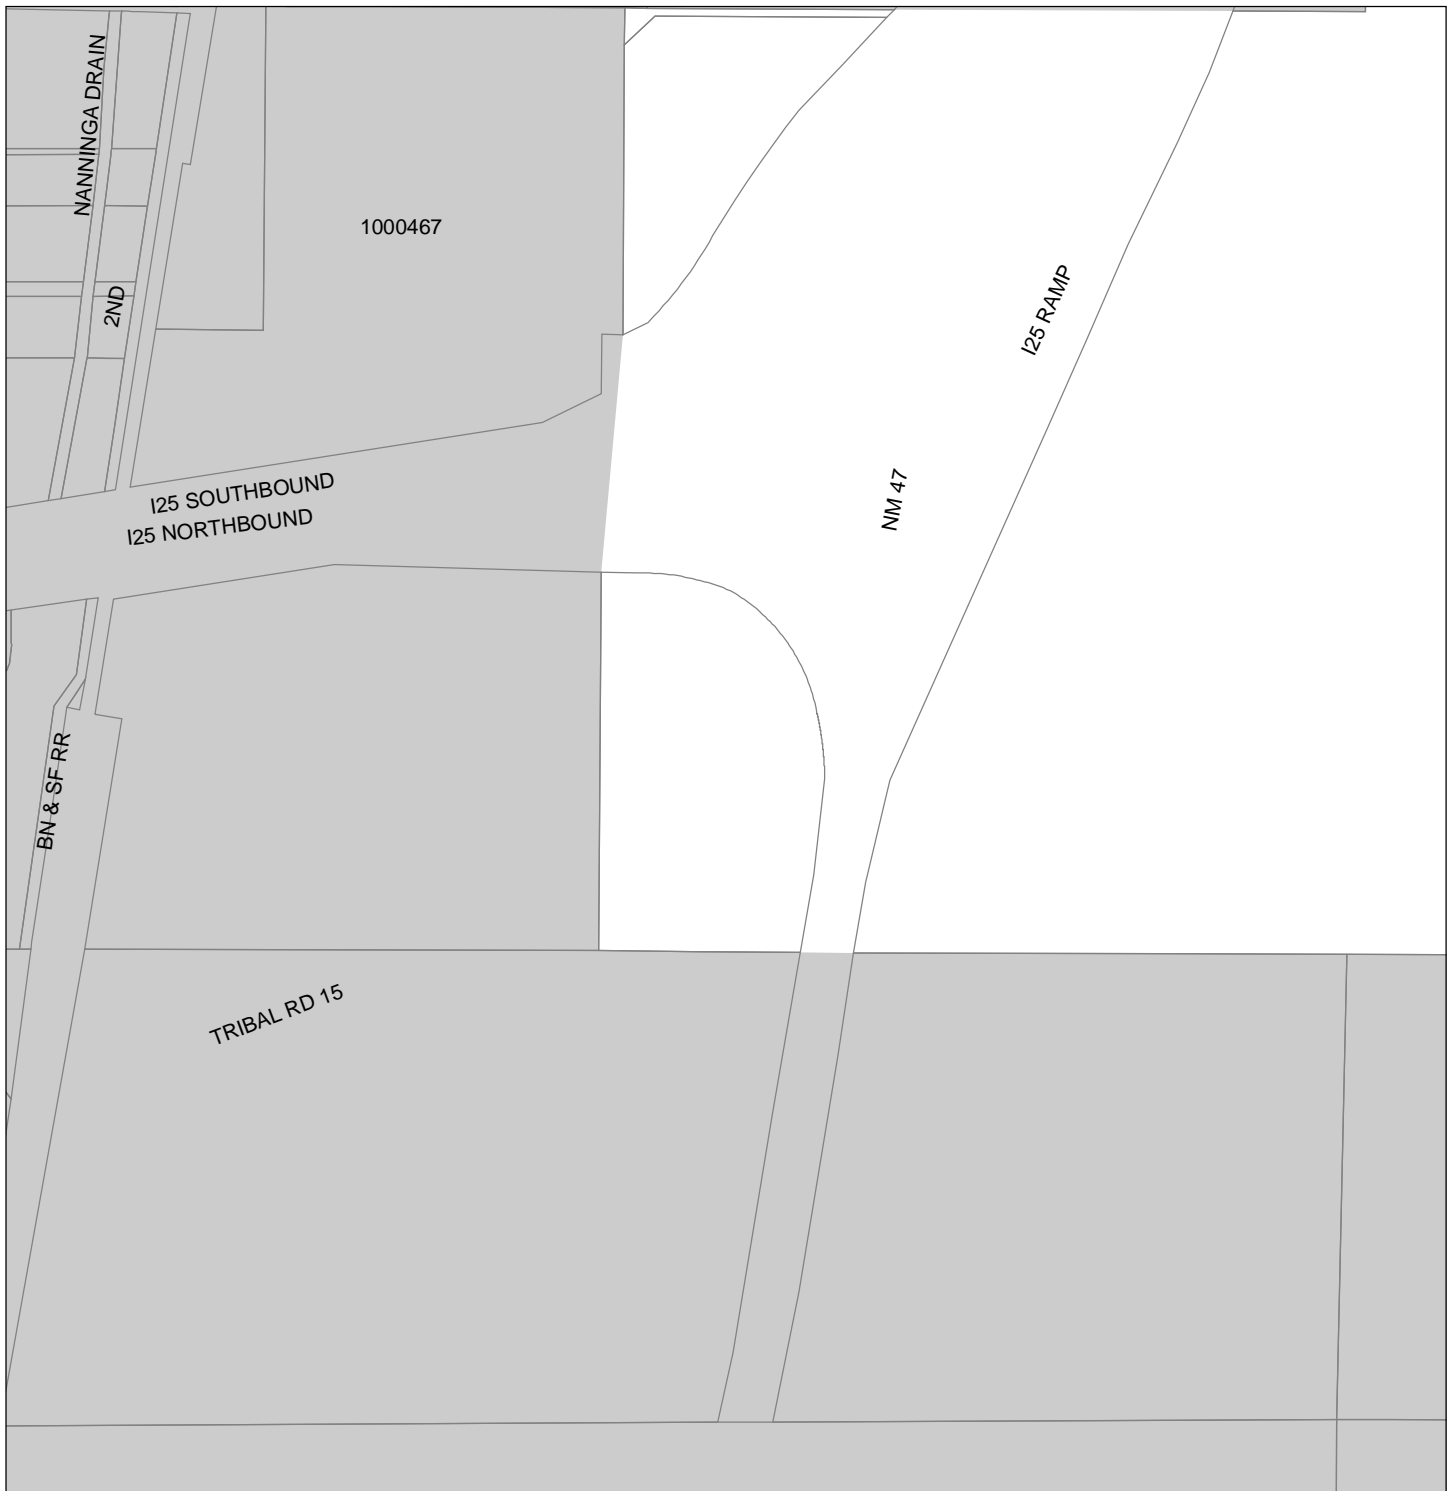 NANNINGA DRAIN
1000467
2ND
I25 RAMP
I25 SOUTHBOUND
I25 NORTHBOUND
NM 47
BN & SF RR
TRIBAL RD 15